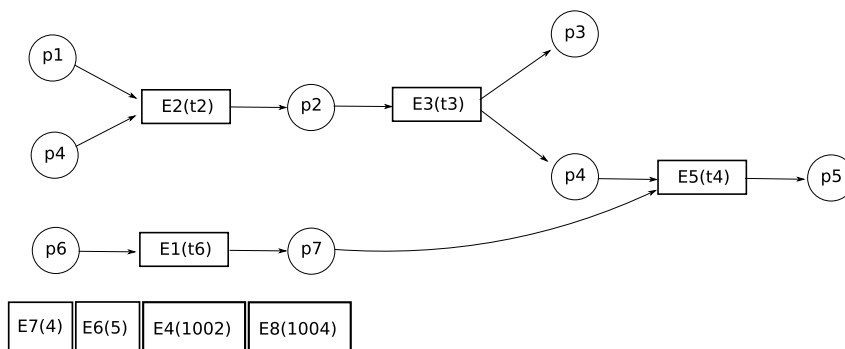 p1
p4
E2(t2)
p2
E3(t3)
p3
p4
E5(t4)
p5
p6
E1(t6)
p7
E7(4)
E6(5)
E4(1002)
E8(1004)